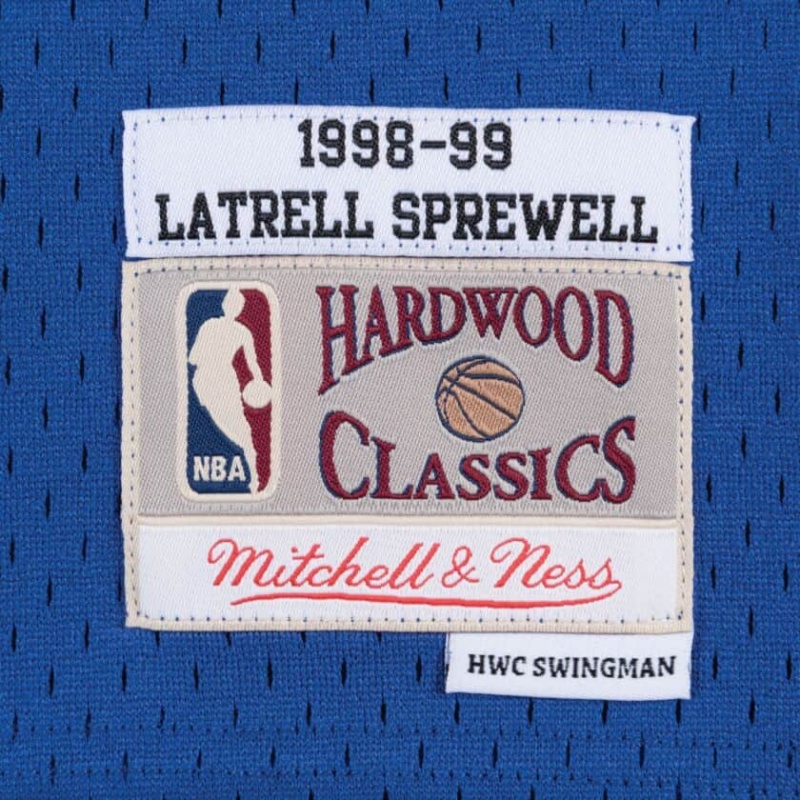 1998-99
LATRELL SPREWELL
NBA
HARDWOOD
CLASSICS
Mitchell & Ness
HWC SWINGMAN